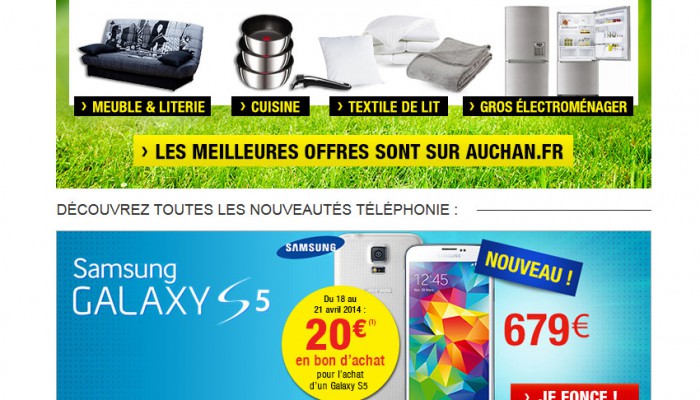 › MEUBLE & LITERIE
› CUISINE
› TEXTILE DE LIT
› GROS ÉLECTROMÉNAGER
› LES MEILLEURES OFFRES SONT SUR AUCHAN.FR
DÉCOUVREZ TOUTES LES NOUVEAUTÉS TÉLÉPHONIE :
Samsung
GALAXY S5
SAMSUNG
Du 18 au
21 avril 2014 :
20€(1)
en bon d'achat
pour l'achat
d'un Galaxy S5
SAMSUNG
12:45
NOUVEAU !
679€
› JE FONCE !